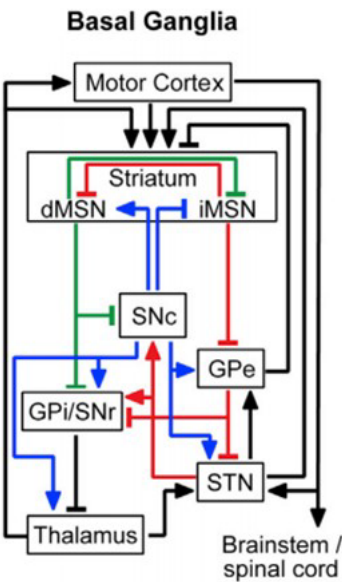 Basal Ganglia
Motor Cortex
Striatum
dMSN iMSN
SNc
GPe
GPi/SNr
STN
Thalamus
Brainstem /
spinal cord